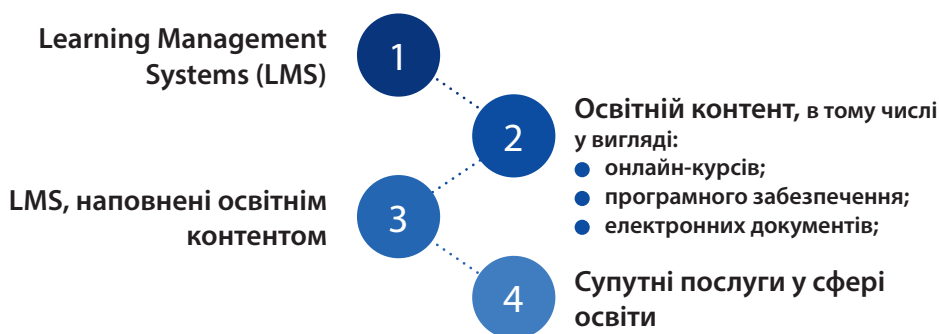 Learning Management
Systems (LMS)
1
2
Освітній контент, в тому числі
у вигляді:
онлайн-курсів;
програмного забезпечення;
електронних документів;
LMS, наповнені освітнім
контентом
3
4
Супутні послуги у сфері
освіти